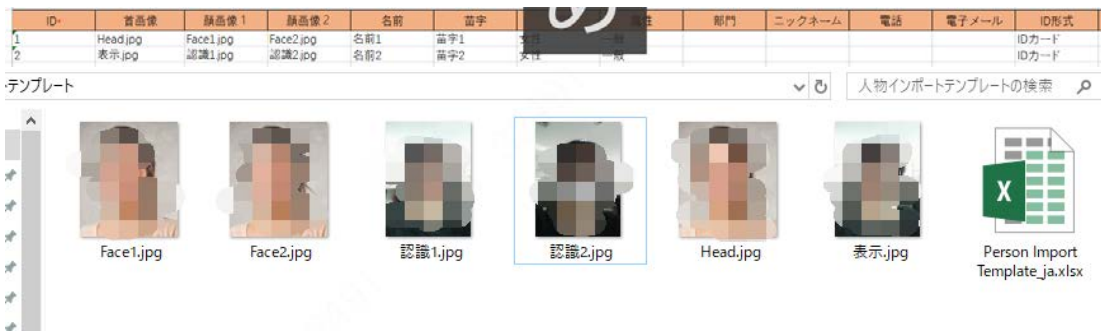 ID* 首画像 顔画像1 顔画像2 名前 苗字 性 部門 ニックネーム 電話 電子メール ID形式
あ
1 Head.jpg Face1.jpg Face2.jpg 名前1 苗字1 IDカード
2 表示.jpg 認識1.jpg 認識2.jpg 名前2 苗字2 女性 一般 IDカード
テンプレート 人物インポートテンプレートの検索
Face1.jpg Face2.jpg 認識1.jpg 認識2.jpg Head.jpg 表示.jpg Person Import
Template_ja.xlsx